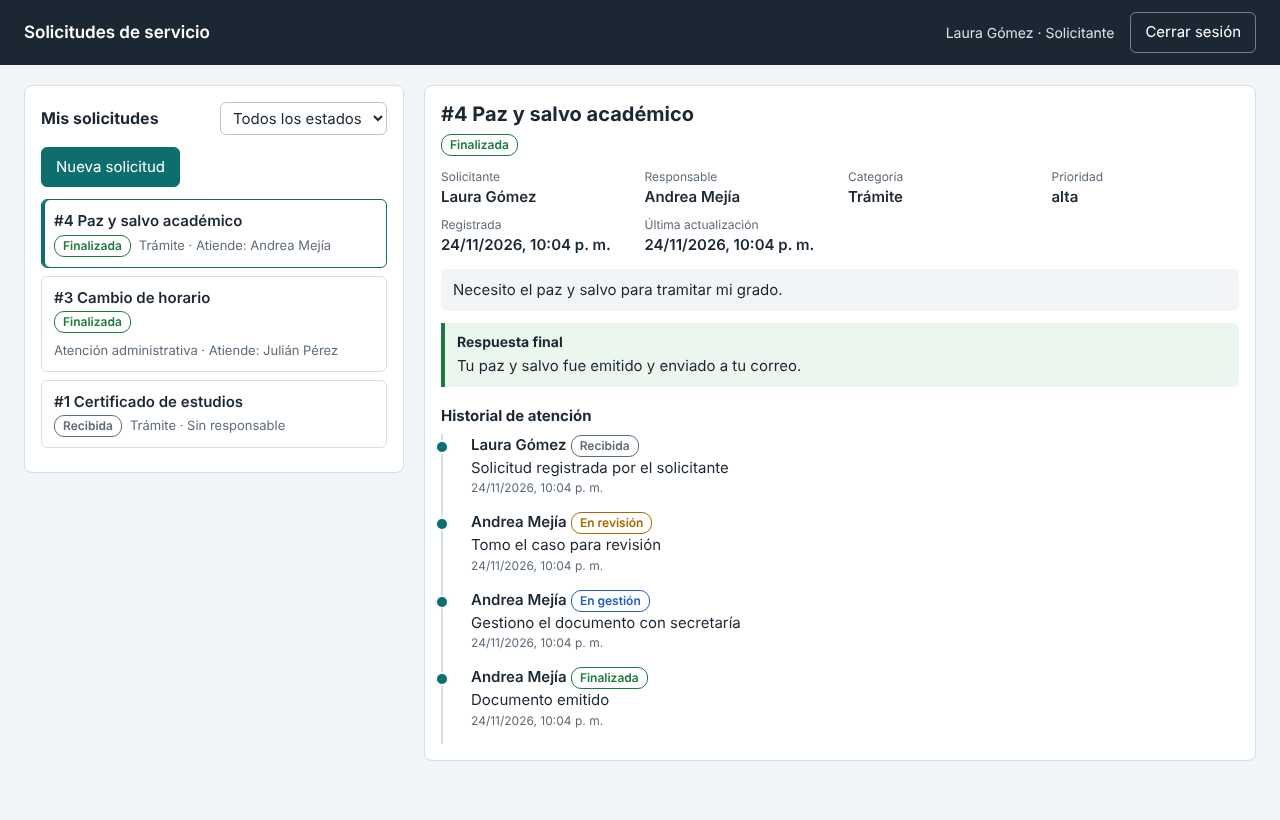 Solicitudes de servicio
Laura Gómez · Solicitante
Cerrar sesión
Mis solicitudes
Todos los estados
Nueva solicitud
#4 Paz y salvo académico
Finalizada
Trámite · Atiende: Andrea Mejía
#3 Cambio de horario
Finalizada
Atención administrativa · Atiende: Julián Pérez
#1 Certificado de estudios
Recibida
Trámite · Sin responsable
#4 Paz y salvo académico
Finalizada
Solicitante
Laura Gómez
Responsable
Andrea Mejía
Categoría
Trámite
Prioridad
alta
Registrada
24/11/2026, 10:04 p. m.
Última actualización
24/11/2026, 10:04 p. m.
Necesito el paz y salvo para tramitar mi grado.
Respuesta final
Tu paz y salvo fue emitido y enviado a tu correo.
Historial de atención
Laura Gómez Recibida
Solicitud registrada por el solicitante
24/11/2026, 10:04 p. m.
Andrea Mejía En revisión
Tomo el caso para revisión
24/11/2026, 10:04 p. m.
Andrea Mejía En gestión
Gestiono el documento con secretaría
24/11/2026, 10:04 p. m.
Andrea Mejía Finalizada
Documento emitido
24/11/2026, 10:04 p. m.